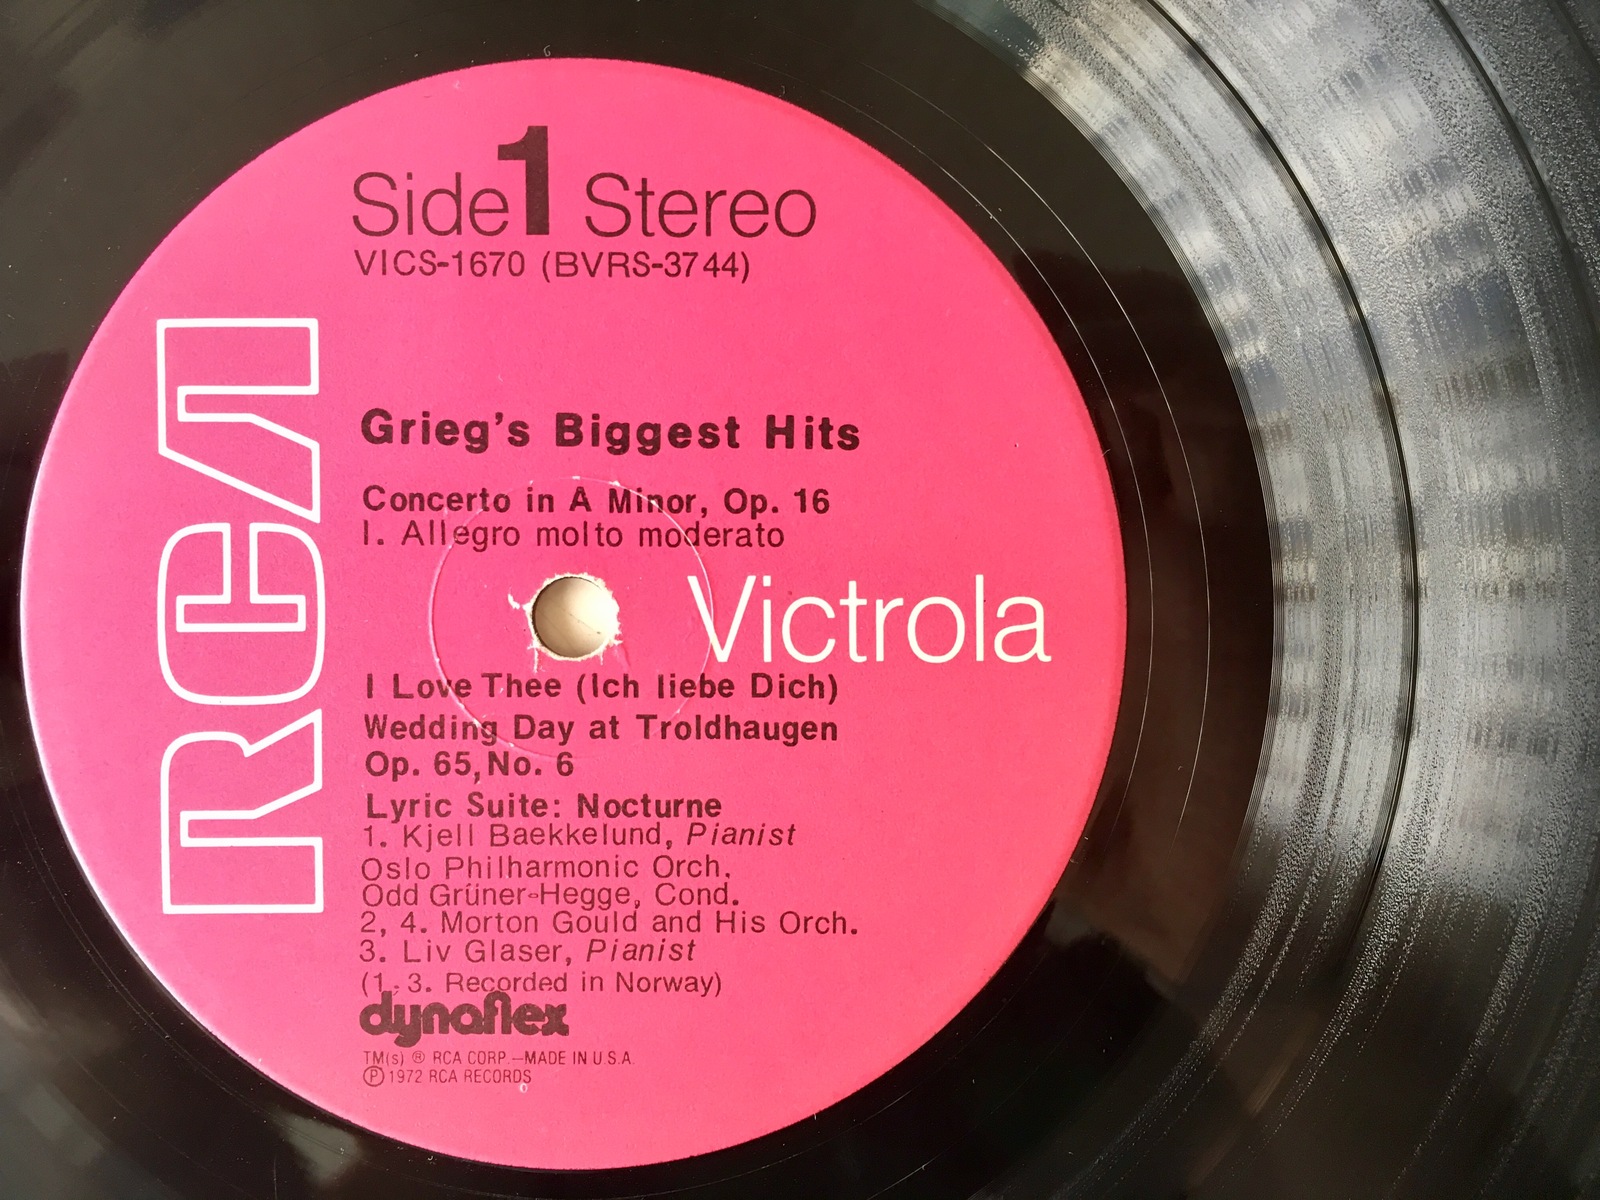 Side 1 Stereo
VICS-1670 (BVRS-3744)
RCA
Grieg's Biggest Hits
Concerto in A Minor, Op. 16
I. Allegro molto moderato
Victrola
I Love Thee (Ich liebe Dich)
Wedding Day at Troldhaugen
Op. 65, No. 6
Lyric Suite: Nocturne
1. Kjell Baekkelund, Pianist
Oslo Philharmonic Orch.
Odd Grüner-Hegge, Cond.
2, 4. Morton Gould and His Orch.
3. Liv Glaser, Pianist
(1, 3. Recorded in Norway)
dynaflex
TM(s) ® RCA CORP.—MADE IN U.S.A.
℗ 1972 RCA RECORDS